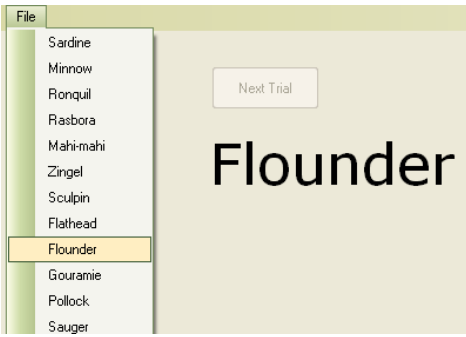 File
Sardine
Minnow
Ronquil
Rasbora
Mahi-mahi
Zingel
Sculpin
Flathead
Flounder
Gouramie
Pollock
Sauger
Next Trial
Flounder